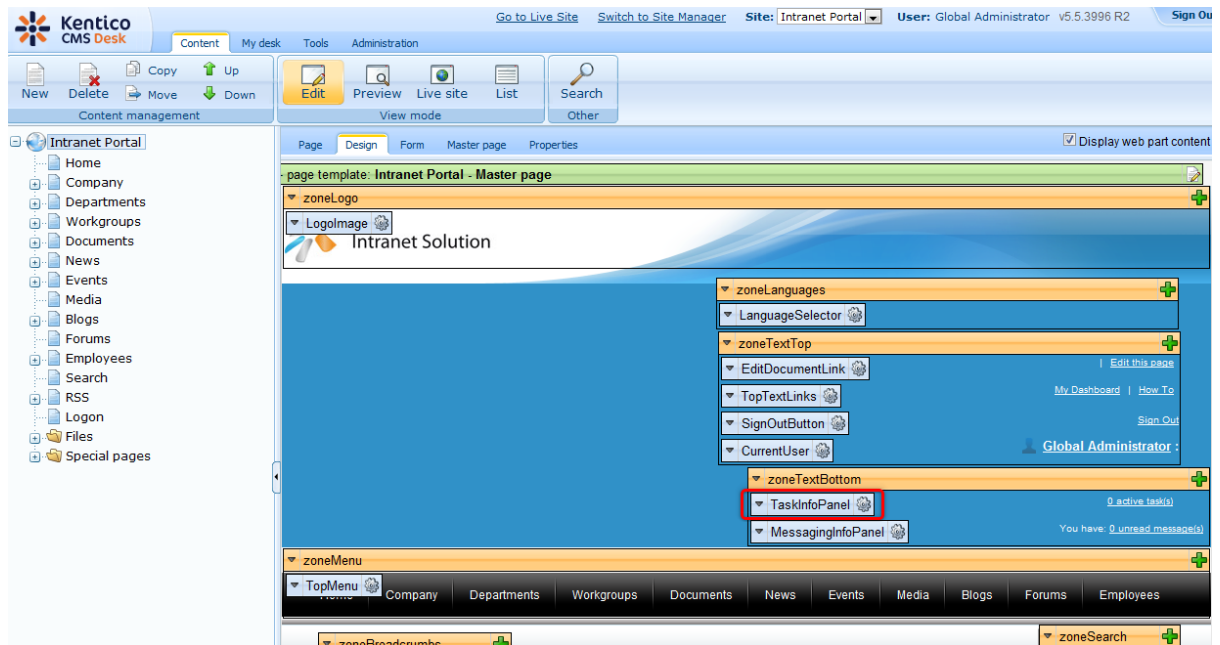 Kentico
CMS Desk
Go to Live Site Switch to Site Manager Site: Intranet Portal User: Global Administrator v5.5.3996 R2 Sign Ou
Content My desk Tools Administration
New Delete Copy Move Up Down
Content management
Edit Preview Live site List
View mode
Search
Other
Intranet Portal
Home
Company
Departments
Workgroups
Documents
News
Events
Media
Blogs
Forums
Employees
Search
RSS
Logon
Files
Special pages
Page Design Form Master page Properties
Display web part content
- page template: Intranet Portal - Master page
zoneLogo
LogoImage
Intranet Solution
zoneLanguages
LanguageSelector
zoneTextTop
EditDocumentLink | Edit this page
TopTextLinks My Dashboard | How To
SignOutButton Sign Out
CurrentUser Global Administrator :
zoneTextBottom
TaskInfoPanel 0 active task(s)
MessagingInfoPanel You have: 0 unread message(s)
zoneMenu
TopMenu
Home Company Departments Workgroups Documents News Events Media Blogs Forums Employees
zoneBreadcrumbs
zoneSearch